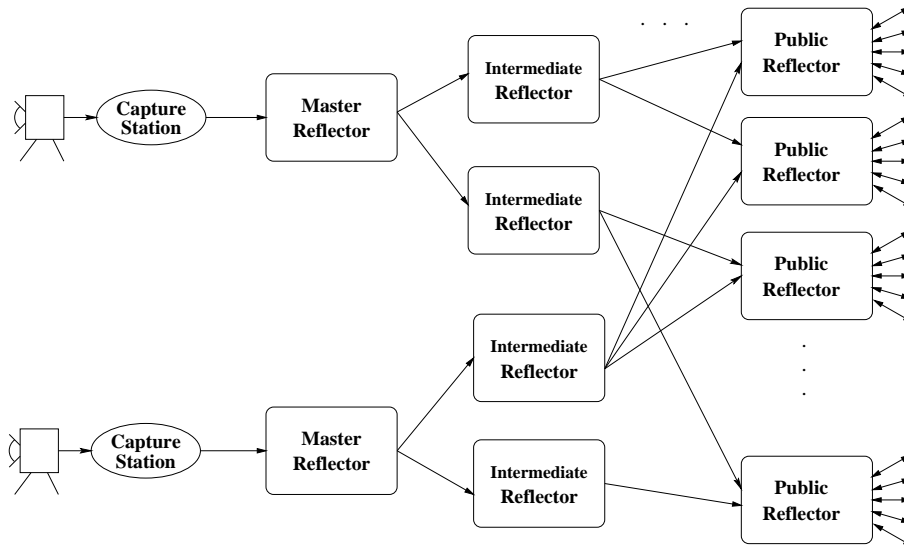 . . .
Public
Reflector
Intermediate
Reflector
Capture
Station
Master
Reflector
Public
Reflector
Intermediate
Reflector
Public
Reflector
Intermediate
Reflector
.
.
.
Capture
Station
Master
Reflector
Intermediate
Reflector
Public
Reflector